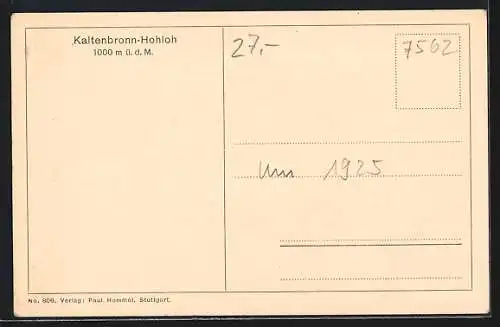 Kaltenbronn-Hohloh
1000 m ü. d. M.
27.-
7562
um 1925
No. 806. Verlag: Paul Hommel, Stuttgart.